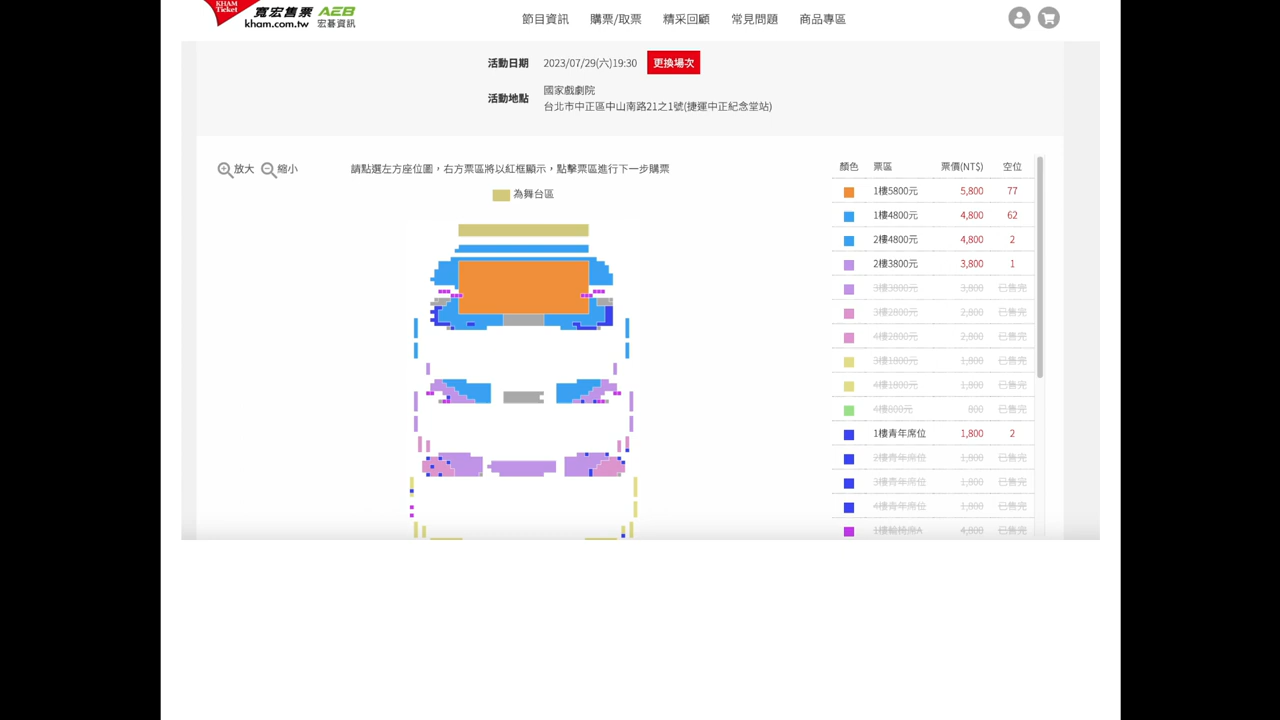 KHAM
Ticket
寬宏售票
kham.com.tw
宏碁資訊
節目資訊 購票/取票 精采回顧 常見問題 商品專區
活動日期 2023/07/29(六)19:30 更換場次
活動地點 國家戲劇院
台北市中正區中山南路21之1號(捷運中正紀念堂站)
放大 縮小
請點選左方座位圖，右方票區將以紅框顯示，點擊票區進行下一步購票
為舞台區
顏色 票區 票價(NT$) 空位
1樓5800元 5,800 77
1樓4800元 4,800 62
2樓4800元 4,800 2
2樓3800元 3,800 1
3樓3800元 3,800 已售完
3樓2800元 2,800 已售完
4樓2800元 2,800 已售完
3樓1800元 1,800 已售完
4樓1800元 1,800 已售完
4樓800元 800 已售完
1樓青年席位 1,800 2
2樓青年席位 1,800 已售完
3樓青年席位 1,800 已售完
4樓青年席位 1,800 已售完
1樓輪椅席A 4,800 已售完